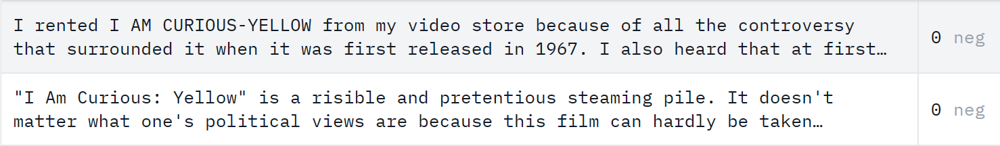 I rented I AM CURIOUS-YELLOW from my video store because of all the controversy
that surrounded it when it was first released in 1967. I also heard that at first…
0 neg
"I Am Curious: Yellow" is a risible and pretentious steaming pile. It doesn't
matter what one's political views are because this film can hardly be taken…
0 neg